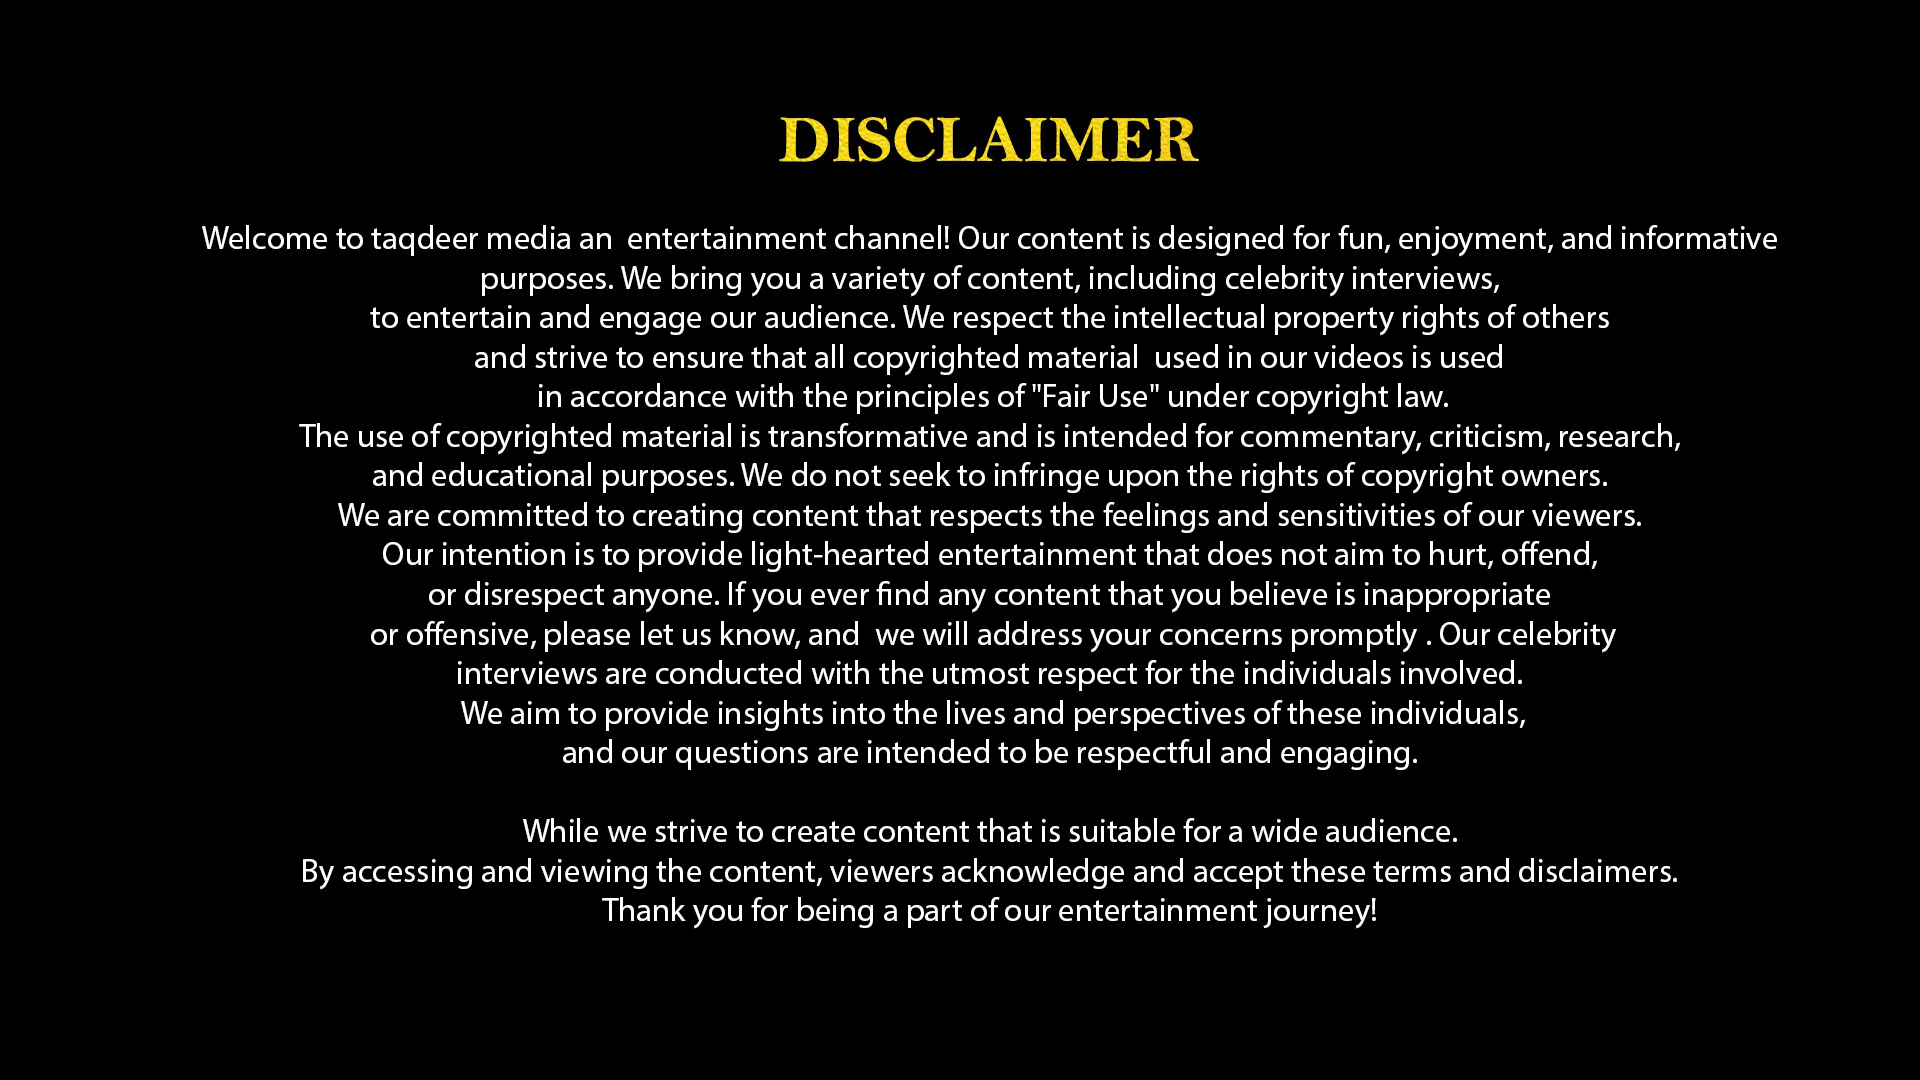 DISCLAIMER
Welcome to taqdeer media an  entertainment channel! Our content is designed for fun, enjoyment, and informative
purposes. We bring you a variety of content, including celebrity interviews,
to entertain and engage our audience. We respect the intellectual property rights of others
and strive to ensure that all copyrighted material  used in our videos is used
in accordance with the principles of "Fair Use" under copyright law.
The use of copyrighted material is transformative and is intended for commentary, criticism, research,
and educational purposes. We do not seek to infringe upon the rights of copyright owners.
We are committed to creating content that respects the feelings and sensitivities of our viewers.
Our intention is to provide light-hearted entertainment that does not aim to hurt, offend,
or disrespect anyone. If you ever find any content that you believe is inappropriate
or offensive, please let us know, and  we will address your concerns promptly . Our celebrity
interviews are conducted with the utmost respect for the individuals involved.
We aim to provide insights into the lives and perspectives of these individuals,
and our questions are intended to be respectful and engaging.
While we strive to create content that is suitable for a wide audience.
By accessing and viewing the content, viewers acknowledge and accept these terms and disclaimers.
Thank you for being a part of our entertainment journey!